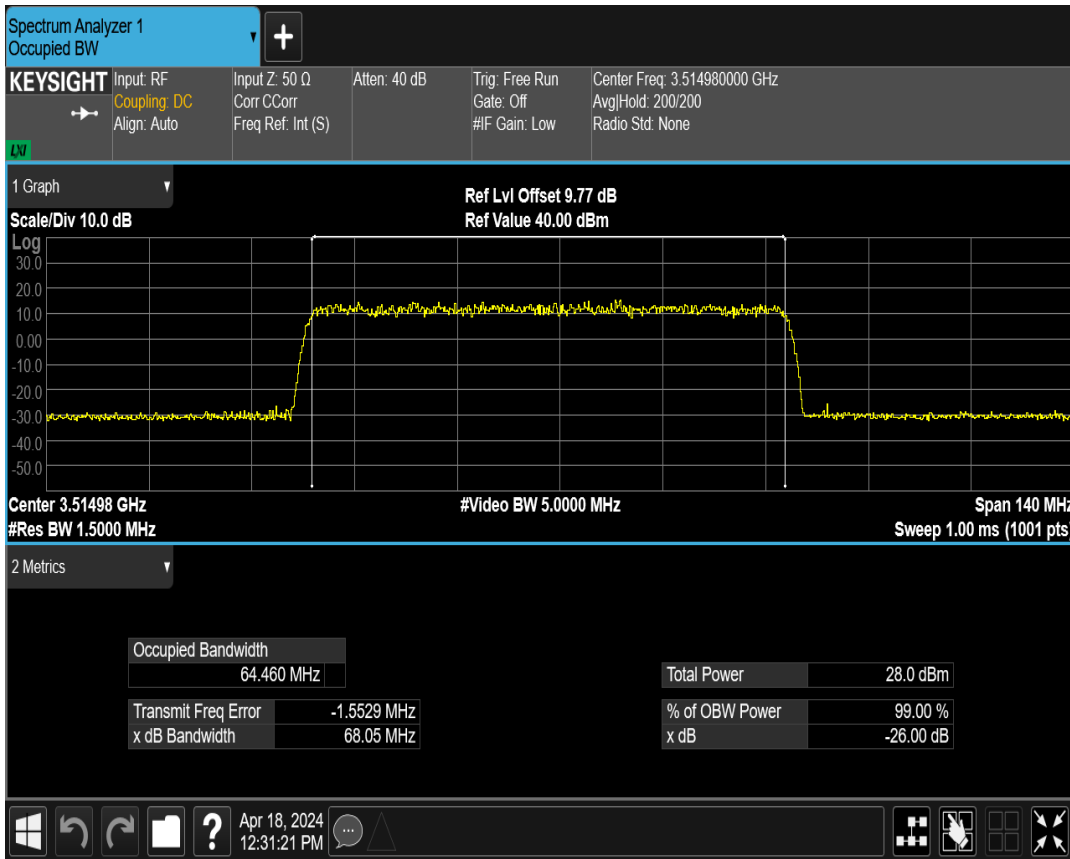 Spectrum Analyzer 1
Occupied BW
KEYSIGHT
Input: RF
Coupling: DC
Align: Auto
Input Z: 50 Ω
Corr CCorr
Freq Ref: Int (S)
Atten: 40 dB
Trig: Free Run
Gate: Off
#IF Gain: Low
Center Freq: 3.514980000 GHz
Avg|Hold: 200/200
Radio Std: None
LXI
1 Graph
Scale/Div 10.0 dB
Ref Lvl Offset 9.77 dB
Ref Value 40.00 dBm
Log
30.0
20.0
10.0
0.00
-10.0
-20.0
-30.0
-40.0
-50.0
Center 3.51498 GHz
#Video BW 5.0000 MHz
Span 140 MHz
#Res BW 1.5000 MHz
Sweep 1.00 ms (1001 pts)
2 Metrics
Occupied Bandwidth
64.460 MHz
Total Power 28.0 dBm
Transmit Freq Error -1.5529 MHz
% of OBW Power 99.00 %
x dB Bandwidth 68.05 MHz
x dB -26.00 dB
?
Apr 18, 2024
12:31:21 PM